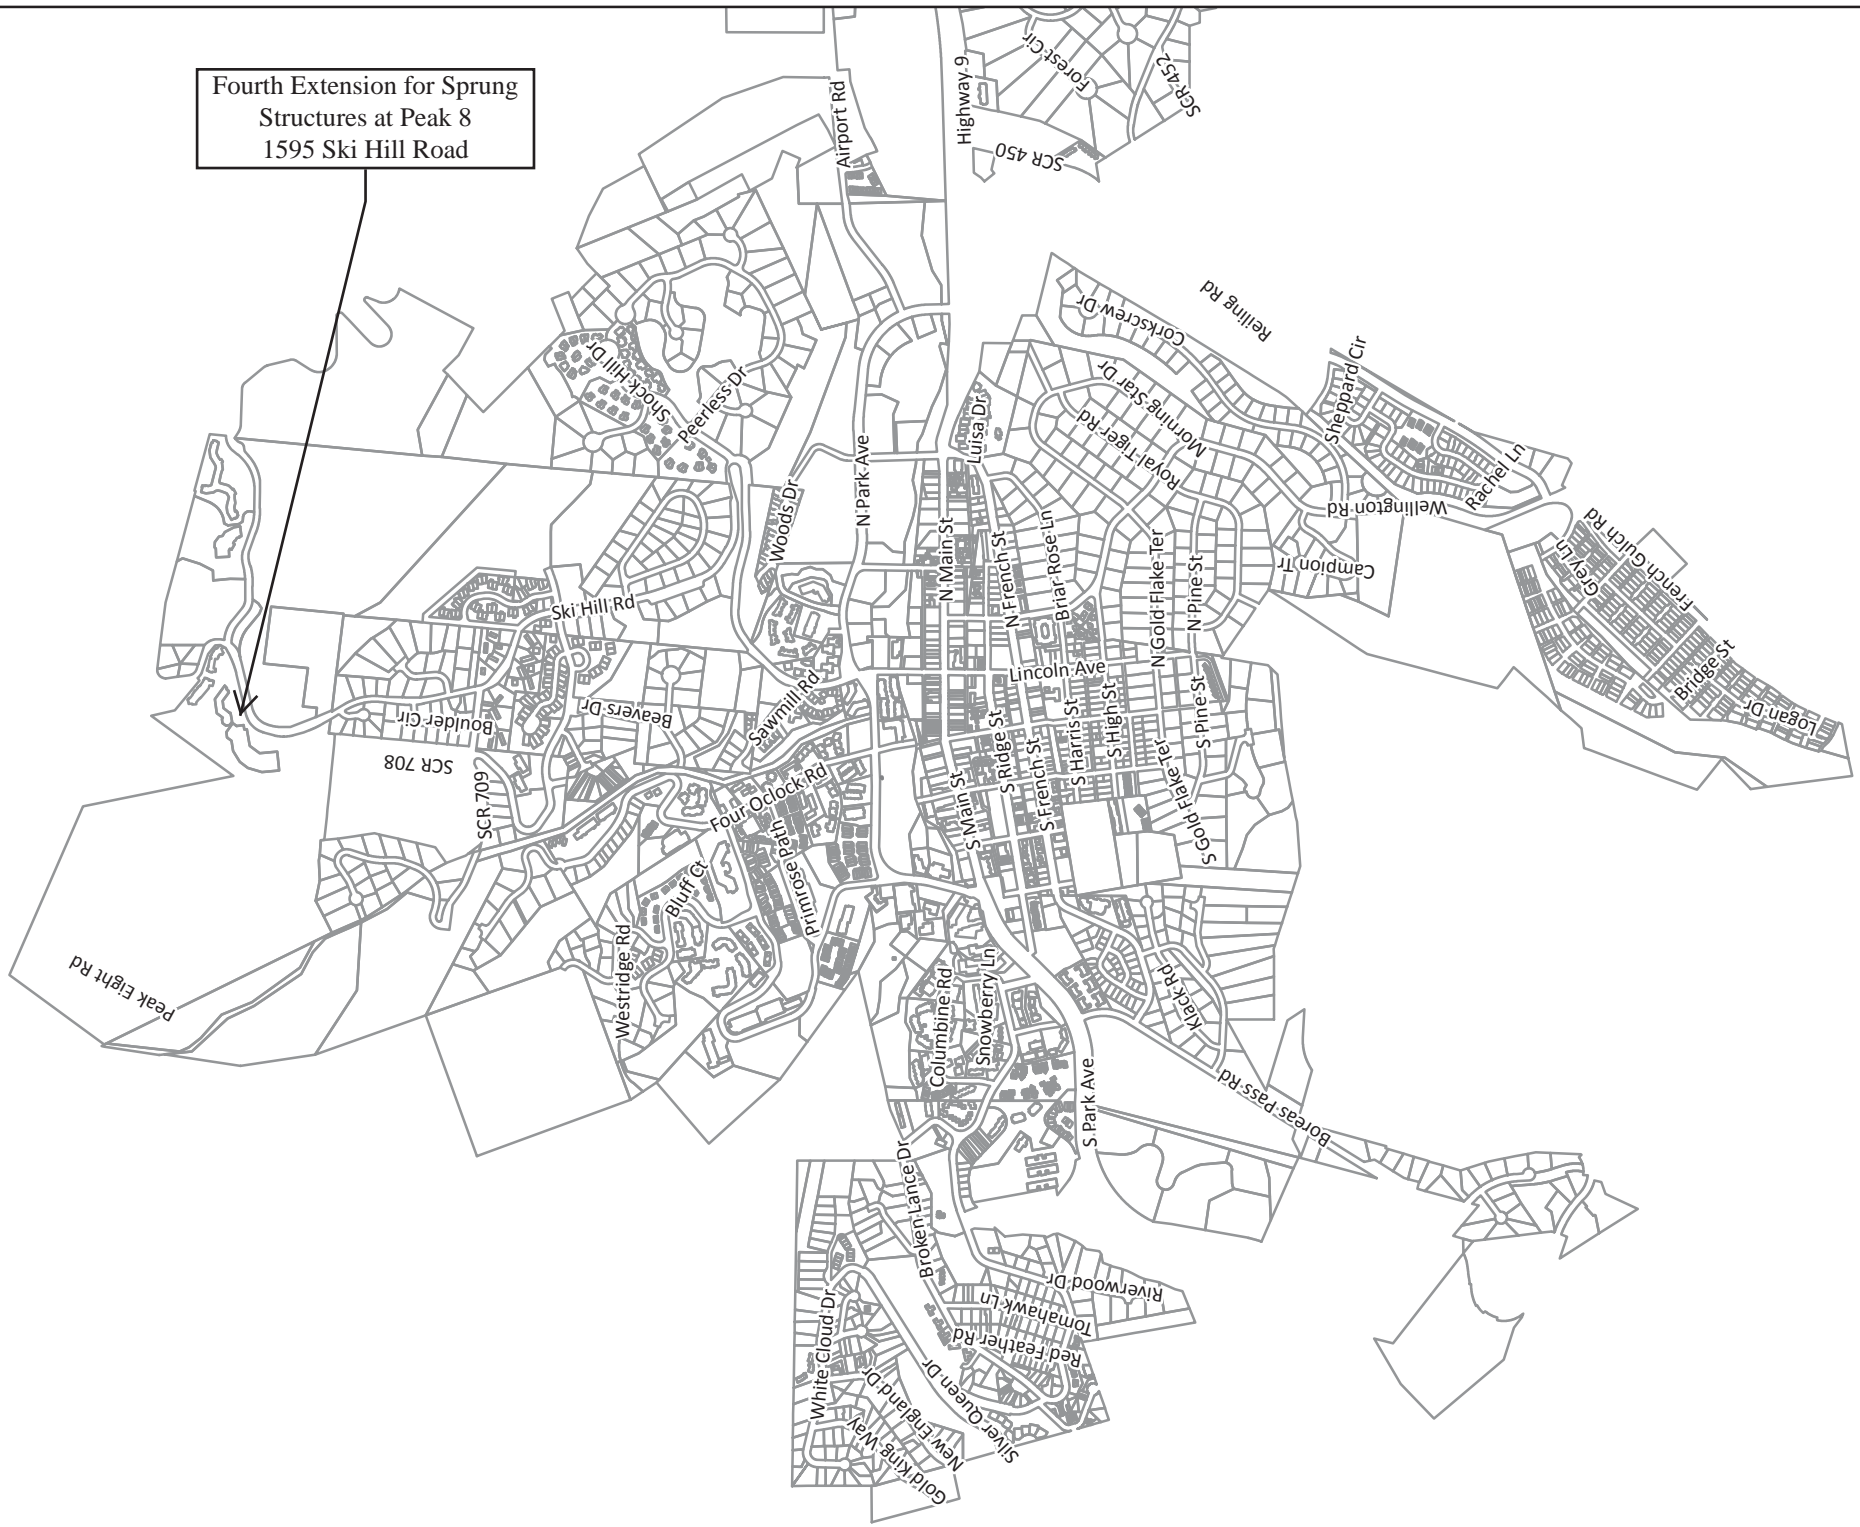 Fourth Extension for Sprung
Structures at Peak 8
1595 Ski Hill Road
Airport Rd
Highway 9
Forest Cir
SCR 452
SCR 450
Reiling Rd
Corkscrew Dr
Sheppard Cir
Shock Hill Dr
Peerless Dr
Luisa Dr
Morning Star Dr
Royal Tiger Rd
Rachel Ln
Wellington Rd
N Park Ave
Woods Dr
N Main St
N French St
Briar Rose Ln
N Gold Flake Ter
N Pine St
Campion Tr
French Gulch Rd
Grey Ln
Bridge St
Logan Dr
Ski Hill Rd
Lincoln Ave
Boulder Cir
Beavers Dr
Sawmill Rd
SCR 708
SCR 709
Four Oclock Rd
Primrose Path
S Main St
S Ridge St
S French St
S Harris St
S High St
S Pine St
S Gold Flake Ter
Bluff Ct
Westridge Rd
Peak Eight Rd
Columbine Rd
Snowberry Ln
Klack Rd
S Park Ave
Boreas Pass Rd
Broken Lance Dr
Riverwood Dr
Tomahawk Ln
Red Feather Rd
White Cloud Dr
Silver Queen Dr
New England Dr
Gold King Way